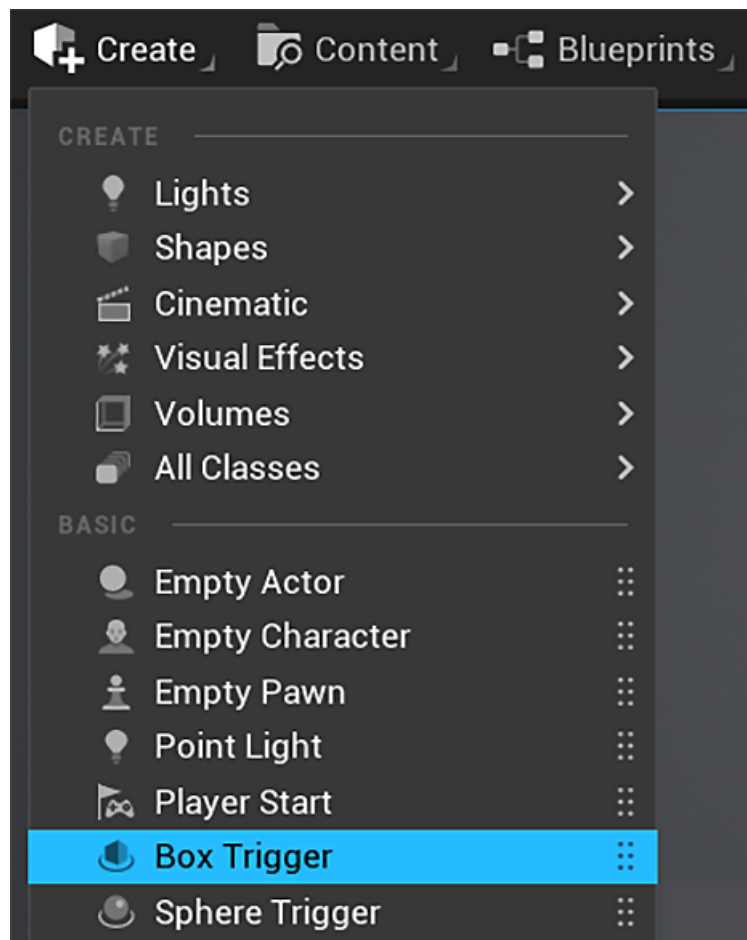 Create Content Blueprints
CREATE
Lights
Shapes
Cinematic
Visual Effects
Volumes
All Classes
BASIC
Empty Actor
Empty Character
Empty Pawn
Point Light
Player Start
Box Trigger
Sphere Trigger